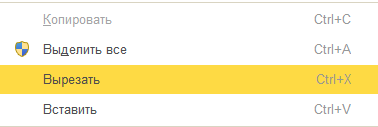 Копировать Ctrl+C
Выделить все Ctrl+A
Вырезать Ctrl+X
Вставить Ctrl+V